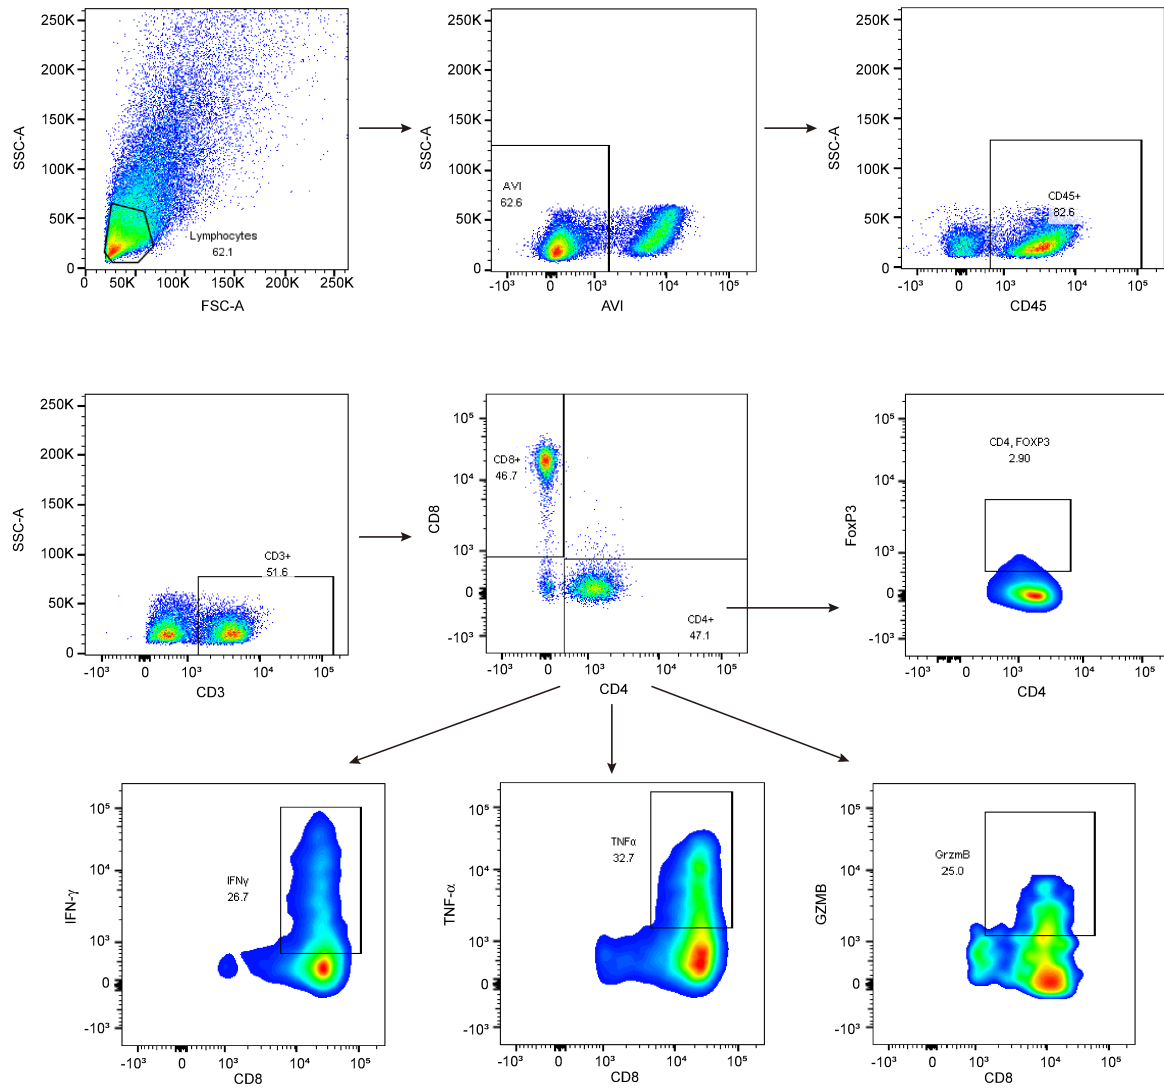 250K
200K
150K
100K
50K
0
SSC-A
Lymphocytes
62.1
0
50K
100K
150K
200K
250K
FSC-A
250K
200K
150K
100K
50K
0
SSC-A
AVI
62.6
-10³
0
10³
10⁴
10⁵
AVI
250K
200K
150K
100K
50K
0
SSC-A
CD45+
82.6
-10³
0
10³
10⁴
10⁵
CD45
250K
200K
150K
100K
50K
0
SSC-A
CD3+
51.6
-10³
0
10³
10⁴
10⁵
CD3
10⁵
10⁴
10³
0
-10³
CD8
CD8+
46.7
CD4+
47.1
-10³
0
10³
10⁴
10⁵
CD4
10⁵
10⁴
10³
0
-10³
FoxP3
CD4, FOXP3
2.90
-10³
0
10³
10⁴
10⁵
CD4
10⁵
10⁴
10³
0
-10³
IFN-γ
IFNγ
26.7
-10³
0
10³
10⁴
10⁵
CD8
10⁵
10⁴
10³
0
-10³
TNF-α
TNFα
32.7
-10³
0
10³
10⁴
10⁵
CD8
10⁵
10⁴
10³
0
-10³
GZMB
GrzmB
25.0
-10³
0
10³
10⁴
10⁵
CD8